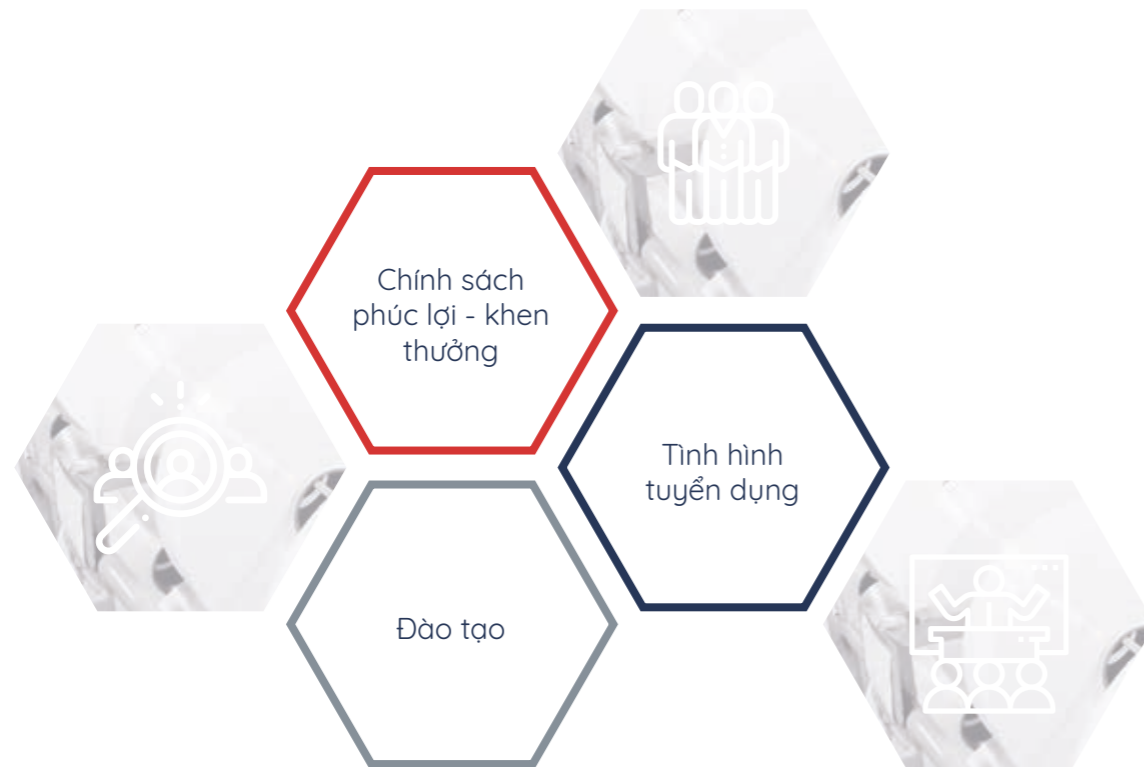 Chính sách
phúc lợi - khen
thưởng
Tình hình
tuyển dụng
Đào tạo